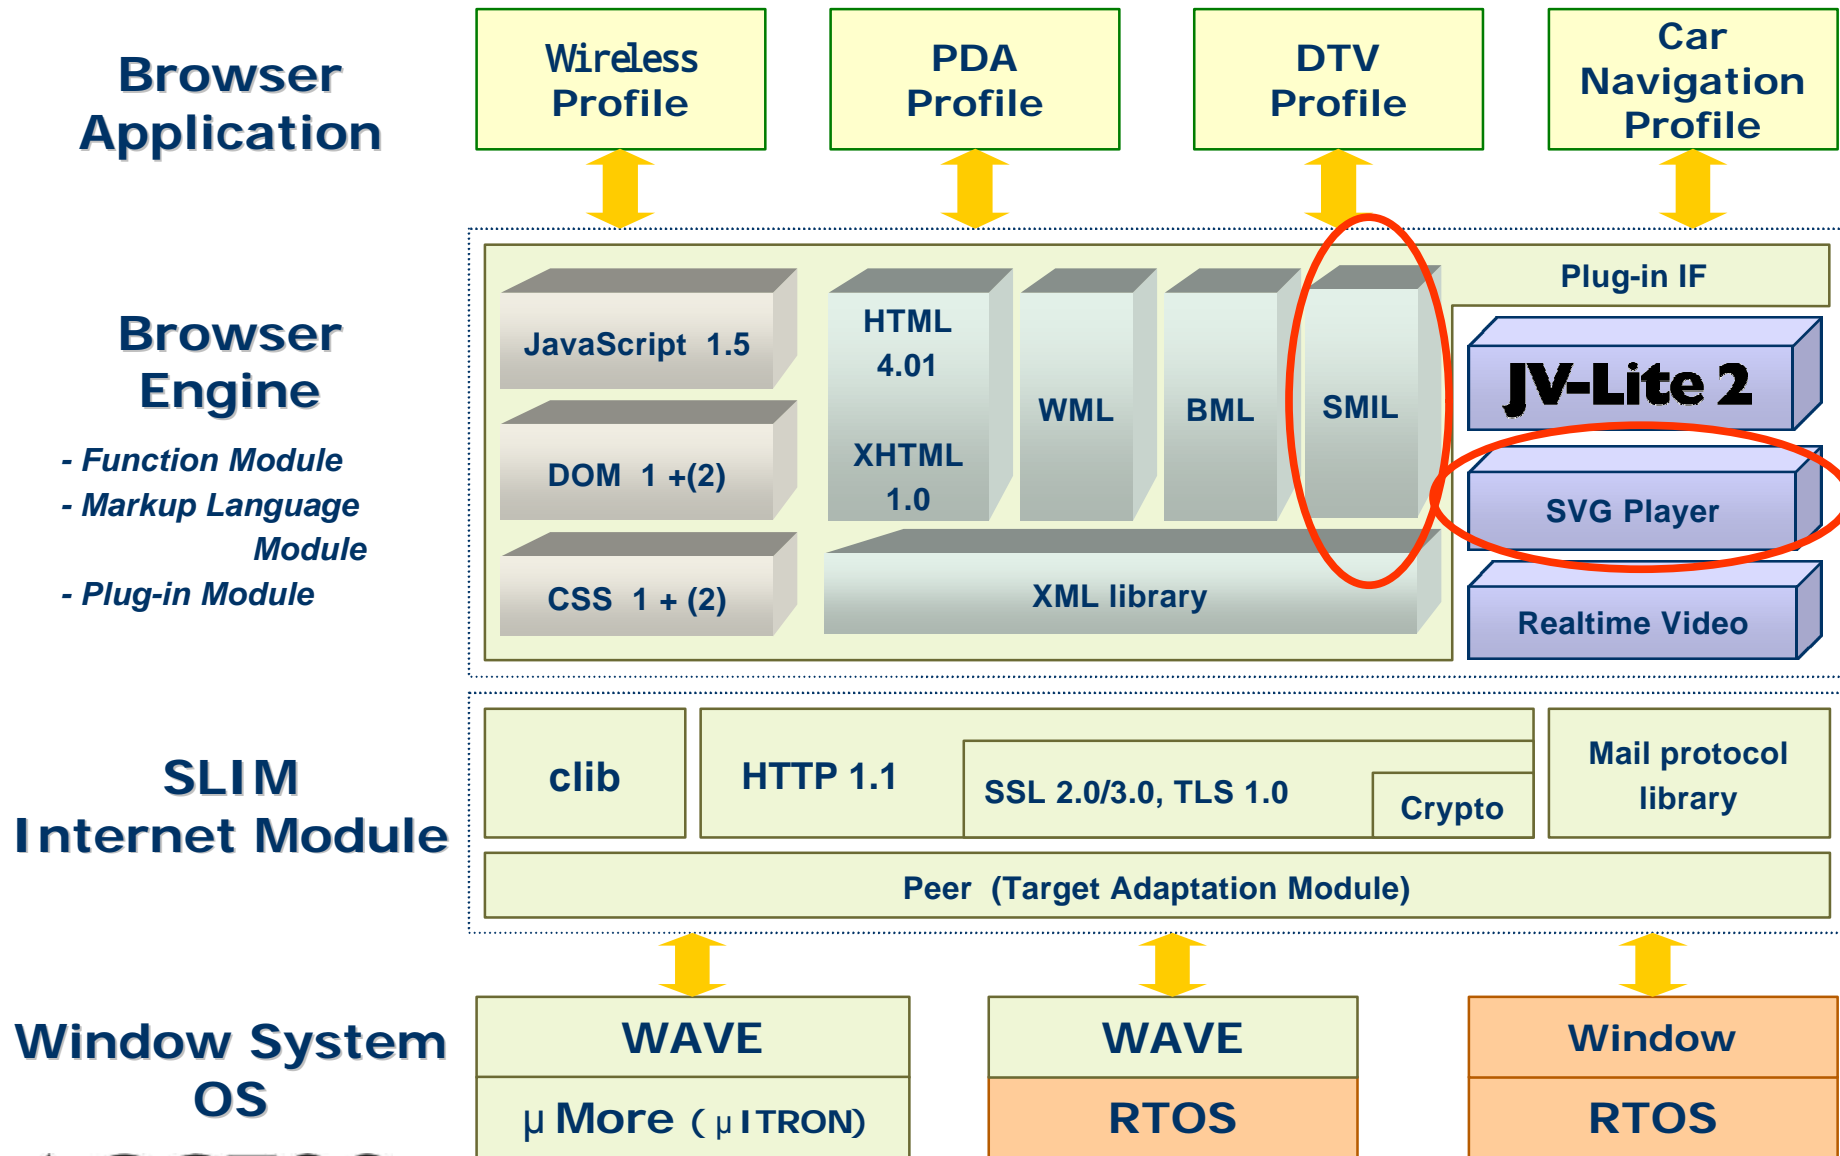 Browser
Application
Wireless
Profile
PDA
Profile
DTV
Profile
Car
Navigation
Profile
Browser
Engine
- Function Module
- Markup Language
Module
- Plug-in Module
JavaScript 1.5
DOM 1 +(2)
CSS 1 + (2)
HTML
4.01
XHTML
1.0
WML
BML
SMIL
XML library
Plug-in IF
JV-Lite 2
SVG Player
Realtime Video
SLIM
Internet Module
clib
HTTP 1.1
SSL 2.0/3.0, TLS 1.0
Crypto
Mail protocol
library
Peer (Target Adaptation Module)
Window System
OS
WAVE
μ More ( μ ITRON)
WAVE
RTOS
Window
RTOS